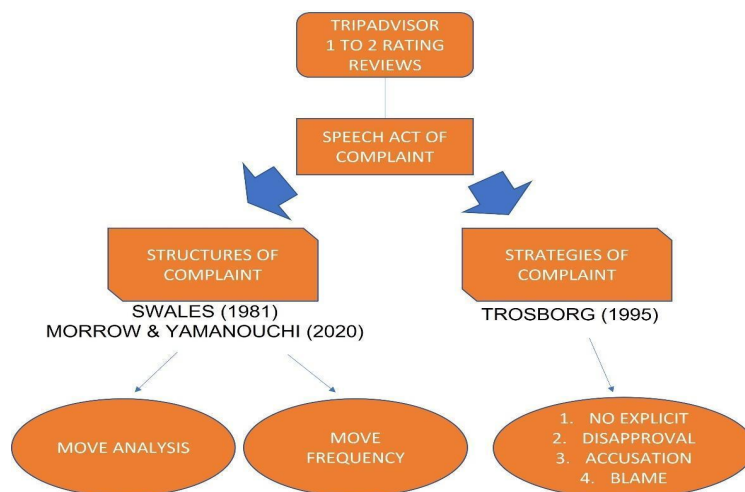 TRIPADVISOR
1 TO 2 RATING
REVIEWS
SPEECH ACT OF
COMPLAINT
STRUCTURES OF
COMPLAINT
STRATEGIES OF
COMPLAINT
SWALES (1981)
MORROW & YAMANOUCHI (2020)
TROSBORG (1995)
MOVE ANALYSIS
MOVE
FREQUENCY
1. NO EXPLICIT
2. DISAPPROVAL
3. ACCUSATION
4. BLAME